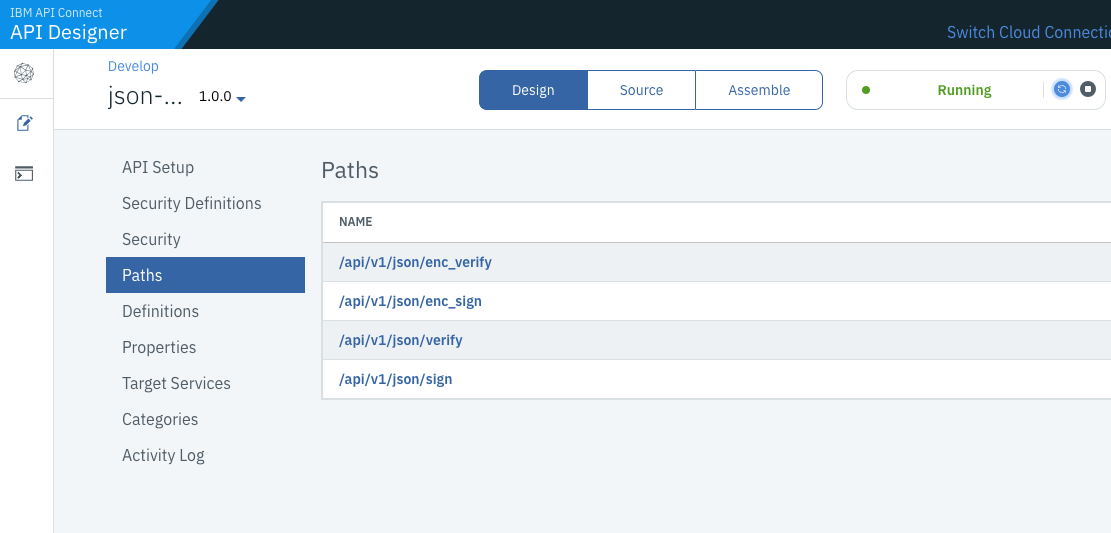 IBM API Connect
API Designer
Switch Cloud
Develop
json-... 1.0.0
Design Source Assemble
Running
API Setup
Security Definitions
Security
Paths
Definitions
Properties
Target Services
Categories
Activity Log
Paths
NAME
/api/v1/json/enc_verify
/api/v1/json/enc_sign
/api/v1/json/verify
/api/v1/json/sign